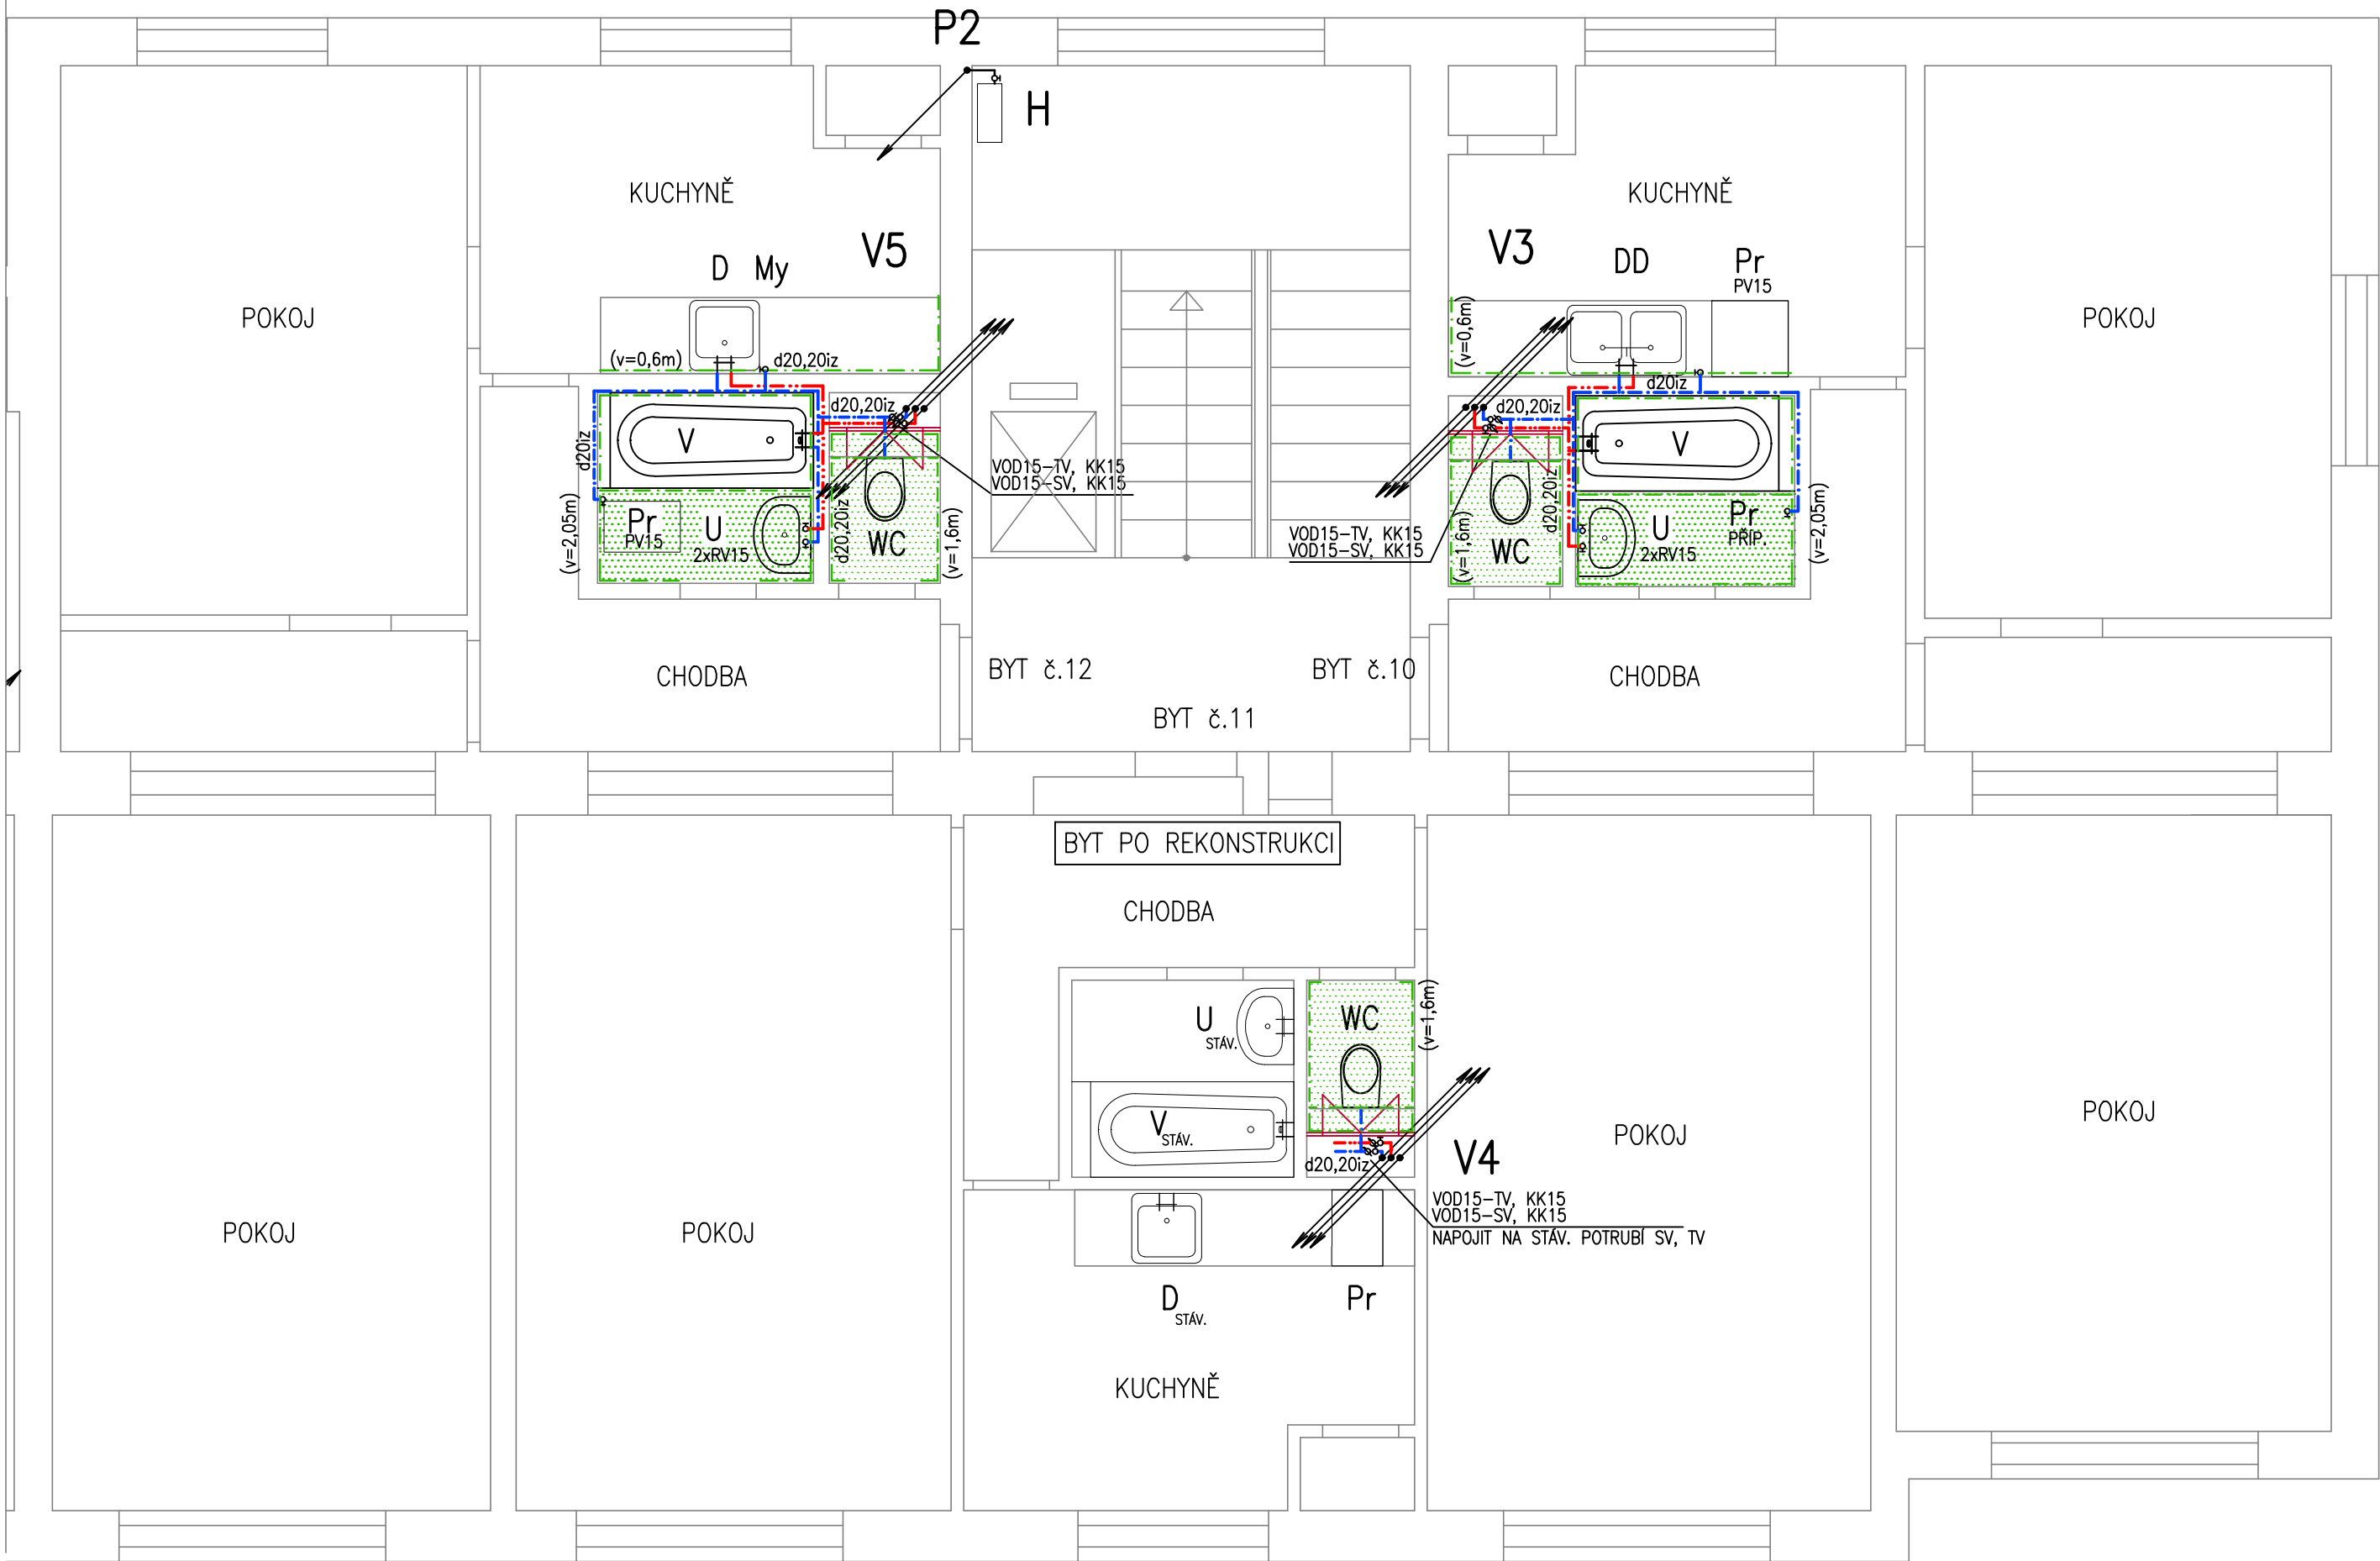 P2
H
KUCHYNĚ
V5
D My
POKOJ
(v=0,6m)
d20,20iz
d20,20iz
V
d20iz
VOD15-TV, KK15
VOD15-SV, KK15
(v=2,05m)
Pr
PV15
U
2xRV15
d20,20iz
WC
(v=1,6m)
CHODBA
KUCHYNĚ
V3
DD
Pr
PV15
POKOJ
(v=0,6m)
d20iz
d20,20iz
V
VOD15-TV, KK15
VOD15-SV, KK15
(v=1,6m)
WC
d20,20iz
U
2xRV15
Pr
PŘÍP.
(v=2,05m)
BYT č.12
BYT č.10
CHODBA
BYT č.11
BYT PO REKONSTRUKCI
CHODBA
U
STÁV.
WC
(v=1,6m)
V
STÁV.
d20,20iz
V4
POKOJ
POKOJ
VOD15-TV, KK15
VOD15-SV, KK15
NAPOJIT NA STÁV. POTRUBÍ SV, TV
POKOJ
POKOJ
D
STÁV.
Pr
KUCHYNĚ